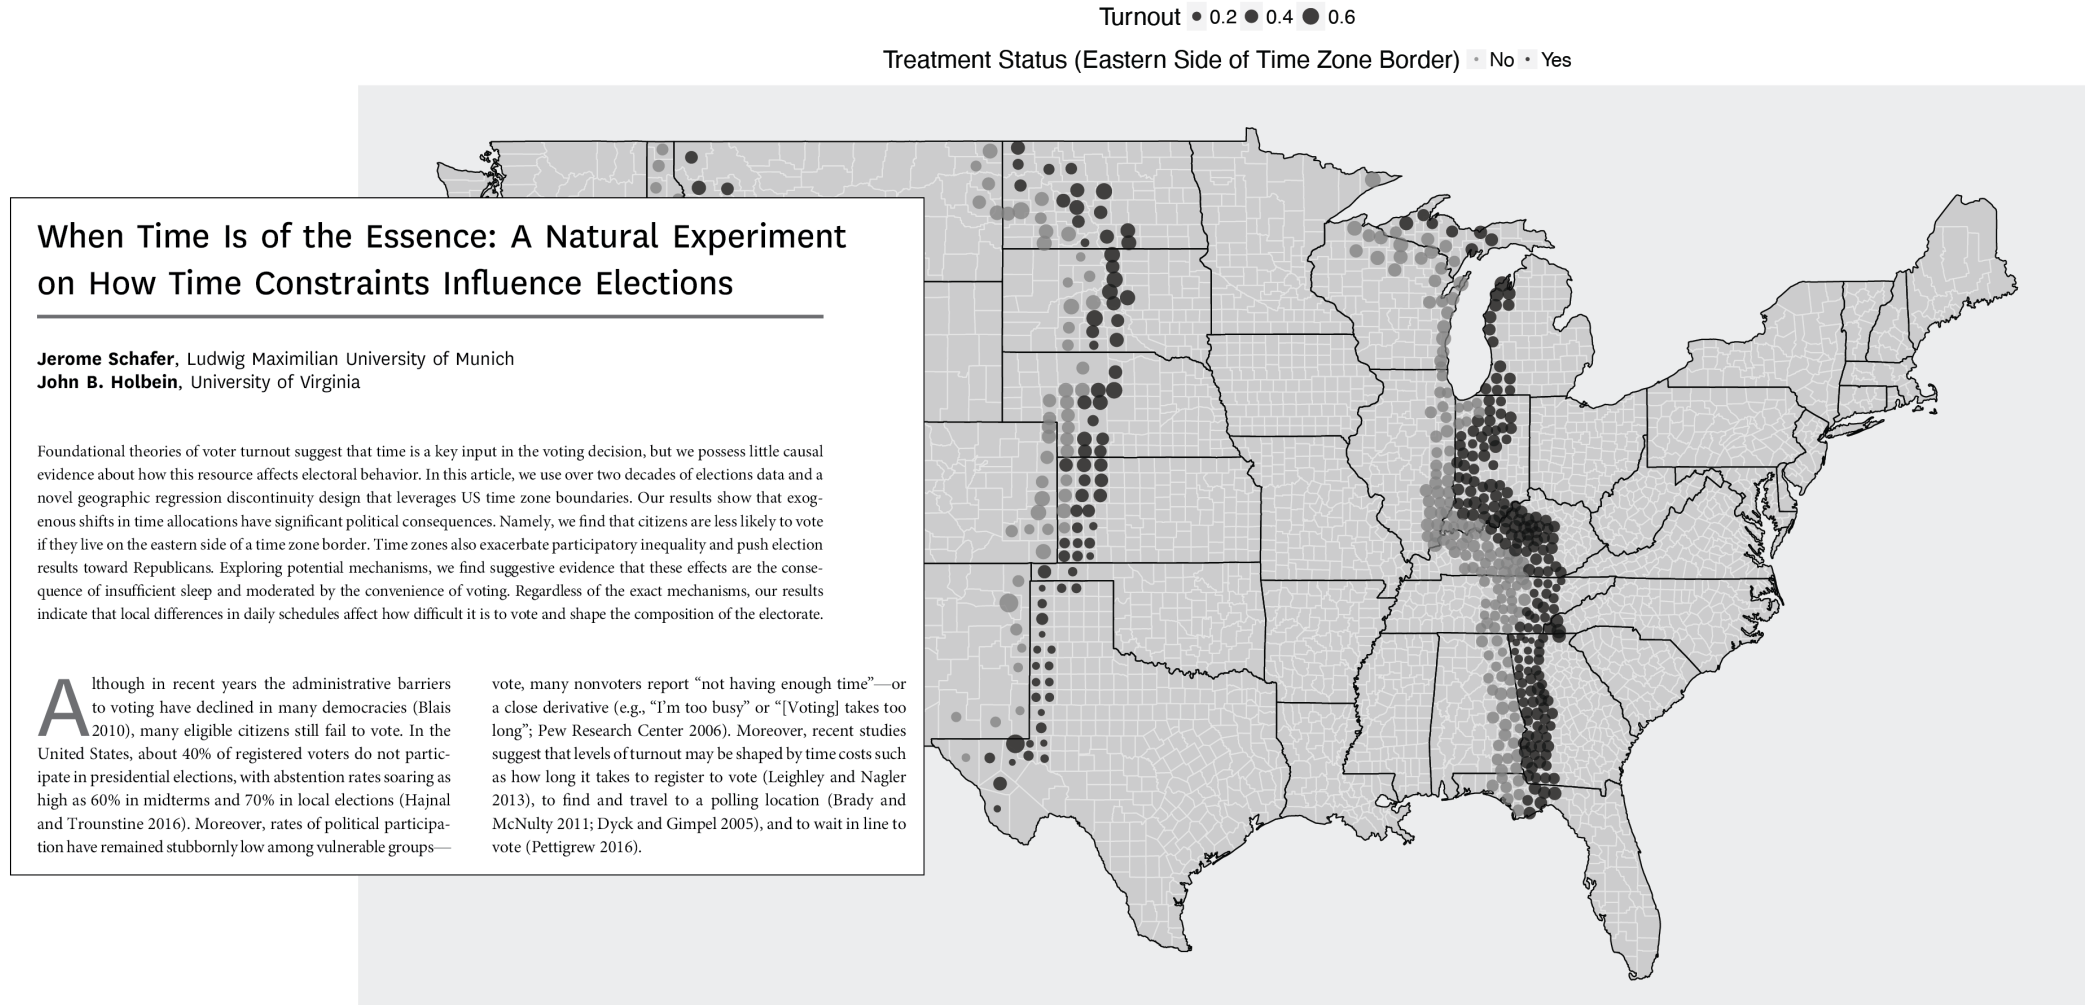 Turnout 0.2 0.4 0.6
Treatment Status (Eastern Side of Time Zone Border) No Yes
When Time Is of the Essence: A Natural Experiment
on How Time Constraints Influence Elections
Jerome Schafer, Ludwig Maximilian University of Munich
John B. Holbein, University of Virginia
Foundational theories of voter turnout suggest that time is a key input in the voting decision, but we possess little causal
evidence about how this resource affects electoral behavior. In this article, we use over two decades of elections data and a
novel geographic regression discontinuity design that leverages US time zone boundaries. Our results show that exog-
enous shifts in time allocations have significant political consequences. Namely, we find that citizens are less likely to vote
if they live on the eastern side of a time zone border. Time zones also exacerbate participatory inequality and push election
results toward Republicans. Exploring potential mechanisms, we find suggestive evidence that these effects are the conse-
quence of insufficient sleep and moderated by the convenience of voting. Regardless of the exact mechanisms, our results
indicate that local differences in daily schedules affect how difficult it is to vote and shape the composition of the electorate.
Although in recent years the administrative barriers
to voting have declined in many democracies (Blais
2010), many eligible citizens still fail to vote. In the
United States, about 40% of registered voters do not partic-
ipate in presidential elections, with abstention rates soaring as
high as 60% in midterms and 70% in local elections (Hajnal
and Trounstine 2016). Moreover, rates of political participa-
tion have remained stubbornly low among vulnerable groups—
vote, many nonvoters report “not having enough time”—or
a close derivative (e.g., “I’m too busy” or “[Voting] takes too
long”; Pew Research Center 2006). Moreover, recent studies
suggest that levels of turnout may be shaped by time costs such
as how long it takes to register to vote (Leighley and Nagler
2013), to find and travel to a polling location (Brady and
McNulty 2011; Dyck and Gimpel 2005), and to wait in line to
vote (Pettigrew 2016).